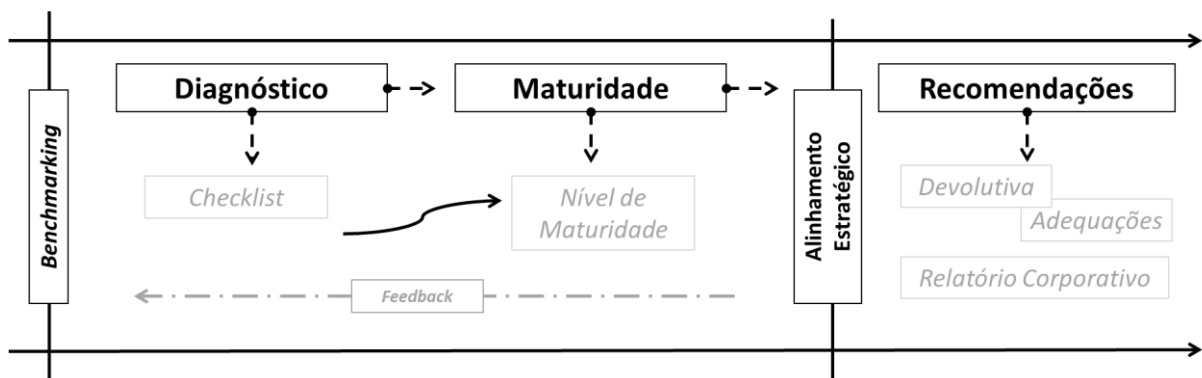 Benchmarking
Diagnóstico
Checklist
Maturidade
Nível de
Maturidade
Feedback
Alinhamento
Estratégico
Recomendações
Devolutiva
Adequações
Relatório Corporativo